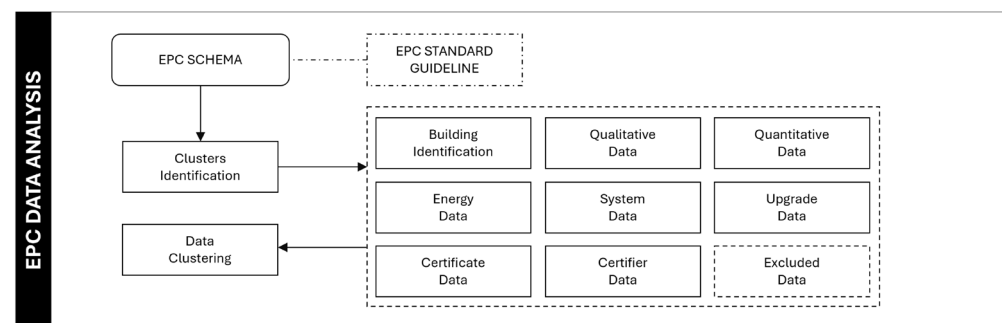 EPC DATA ANALYSIS
EPC SCHEMA
EPC STANDARD
GUIDELINE
Clusters
Identification
Building
Identification
Qualitative
Data
Quantitative
Data
Energy
Data
System
Data
Upgrade
Data
Data
Clustering
Certificate
Data
Certifier
Data
Excluded
Data